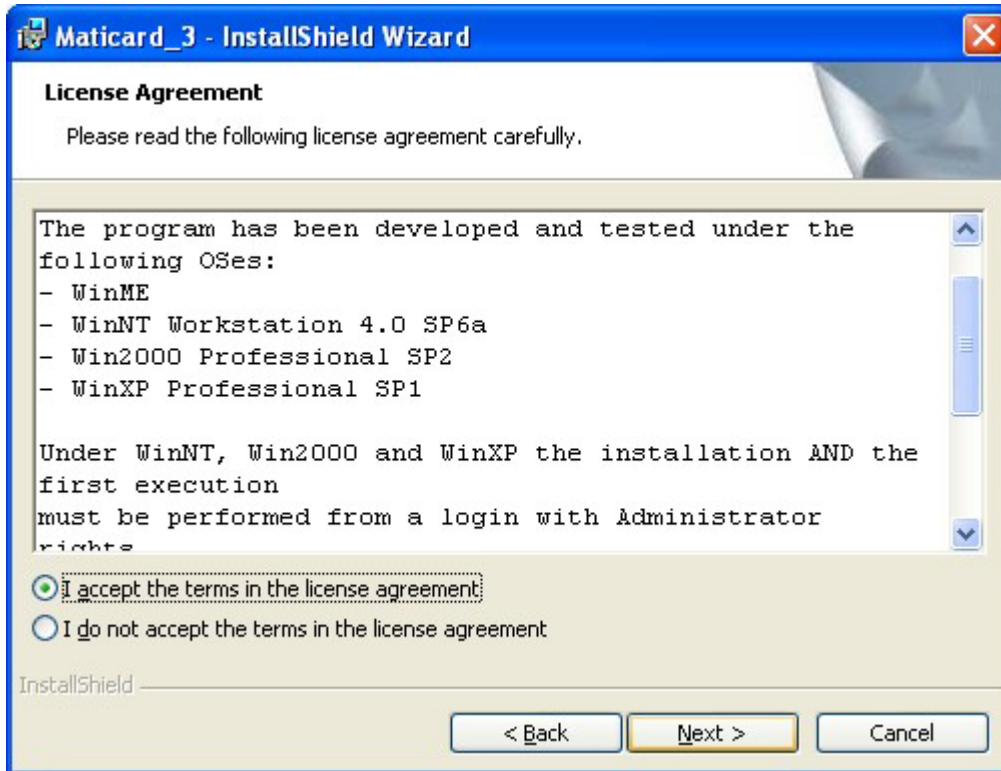 Maticard_3 - InstallShield Wizard
License Agreement
Please read the following license agreement carefully.
The program has been developed and tested under the
following OSes:
- WinME
- WinNT Workstation 4.0 SP6a
- Win2000 Professional SP2
- WinXP Professional SP1
Under WinNT, Win2000 and WinXP the installation AND the
first execution
must be performed from a login with Administrator
rights
I accept the terms in the license agreement
I do not accept the terms in the license agreement
InstallShield
< Back
Next >
Cancel